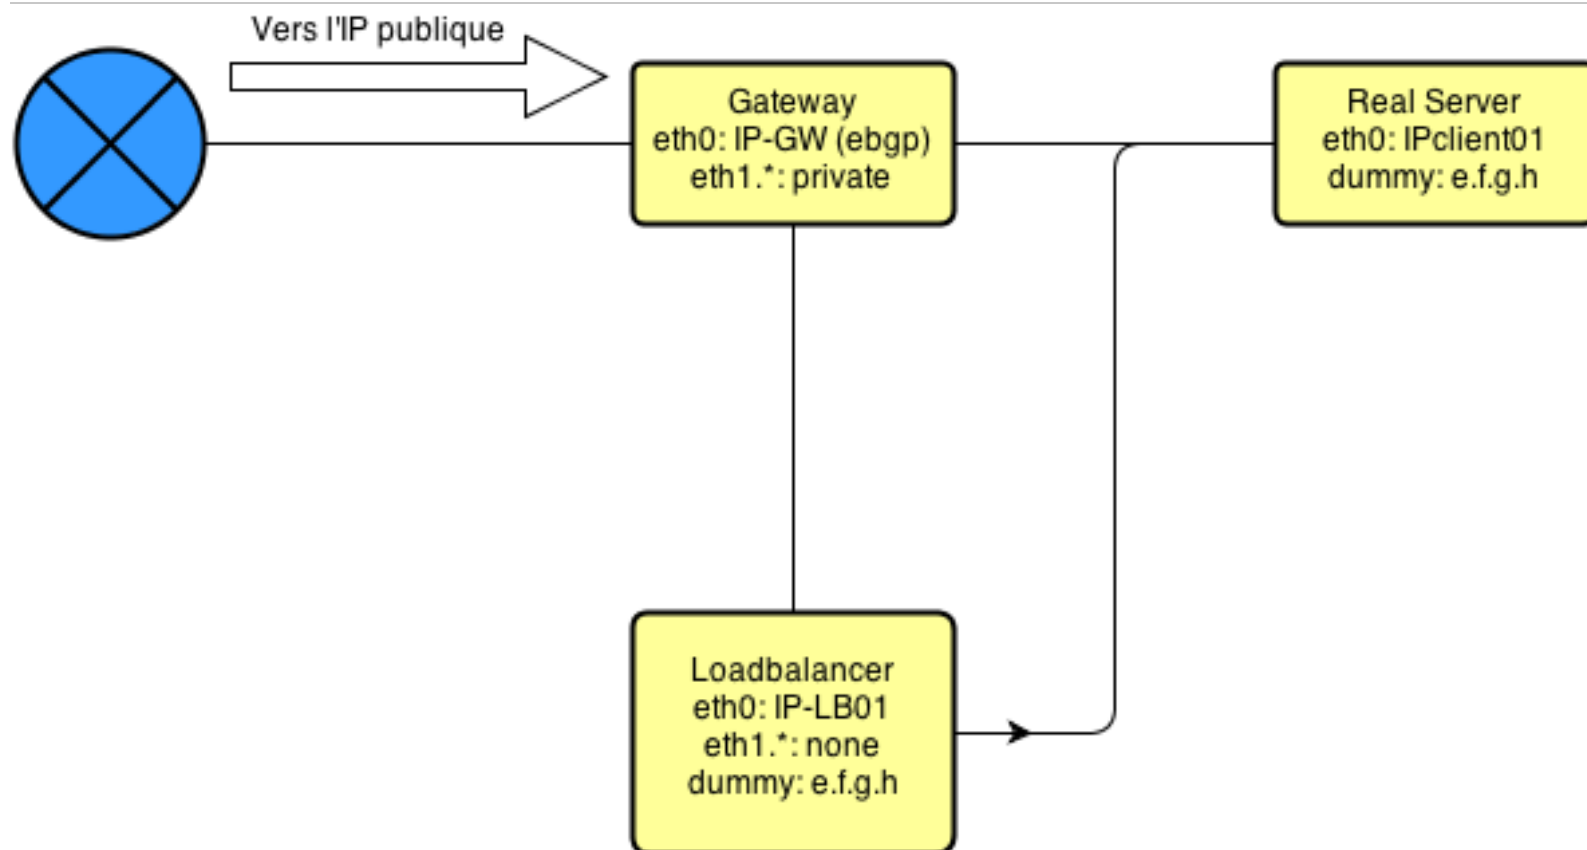 Vers l'IP publique
Gateway
eth0: IP-GW (ebgp)
eth1.*: private
Real Server
eth0: IPclient01
dummy: e.f.g.h
Loadbalancer
eth0: IP-LB01
eth1.*: none
dummy: e.f.g.h